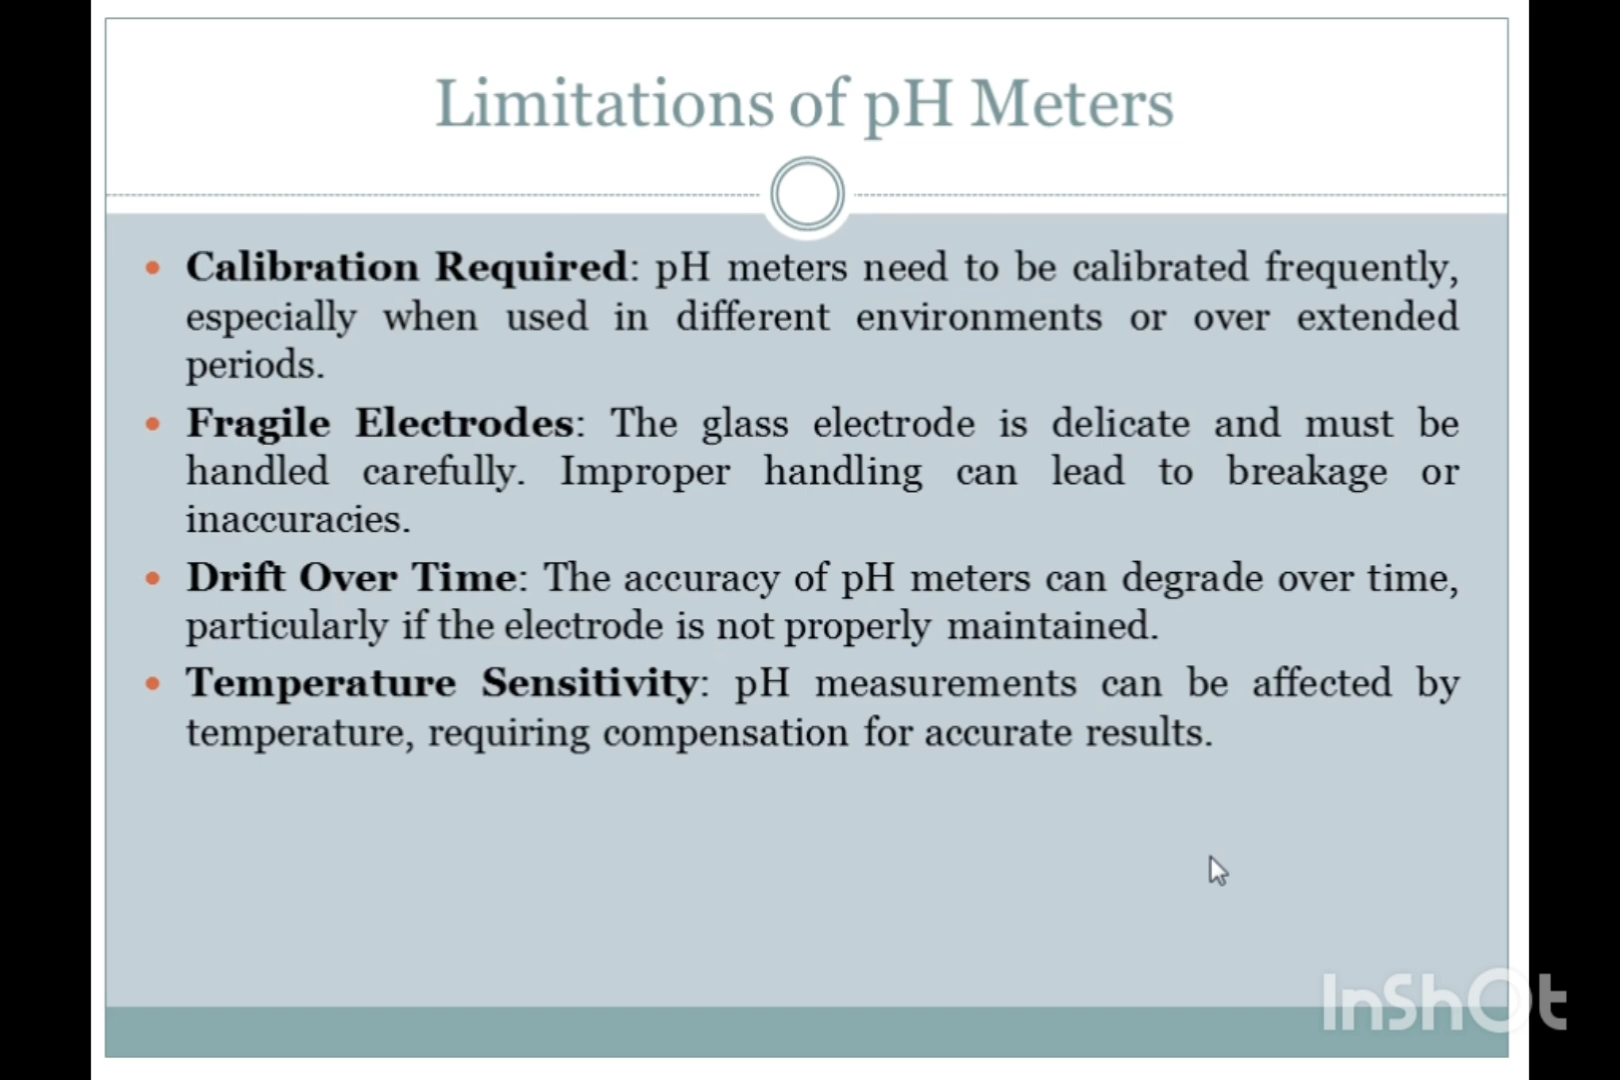 Limitations of pH Meters
• Calibration Required: pH meters need to be calibrated frequently,
especially when used in different environments or over extended
periods.
• Fragile Electrodes: The glass electrode is delicate and must be
handled carefully. Improper handling can lead to breakage or
inaccuracies.
• Drift Over Time: The accuracy of pH meters can degrade over time,
particularly if the electrode is not properly maintained.
• Temperature Sensitivity: pH measurements can be affected by
temperature, requiring compensation for accurate results.
InShOt